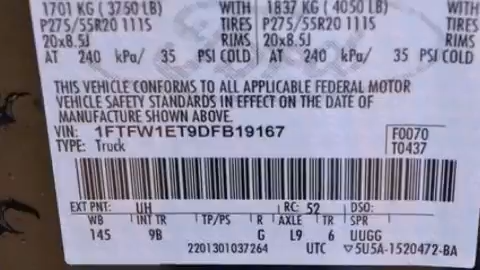 1701 KG (3750 LB) WITH 1837 KG (4050 LB) WITH
P275/55R20 111S TIRES P275/55R20 111S TIRES
20x8.5J RIMS 20x8.5J RIMS
AT 240 kPa/ 35 PSI COLD AT 240 kPa/ 35 PSI COLD
THIS VEHICLE CONFORMS TO ALL APPLICABLE FEDERAL MOTOR
VEHICLE SAFETY STANDARDS IN EFFECT ON THE DATE OF
MANUFACTURE SHOWN ABOVE.
VIN: 1FTFW1ET9DFB19167 F0070
TYPE: Truck T0437
EXT PNT: UH RC: 52 DSO:
WB INT TR TP/PS R AXLE TR SPR
145 9B G L9 6 UUGG
2201301037264 UTC ▽5U5A-1520472-BA